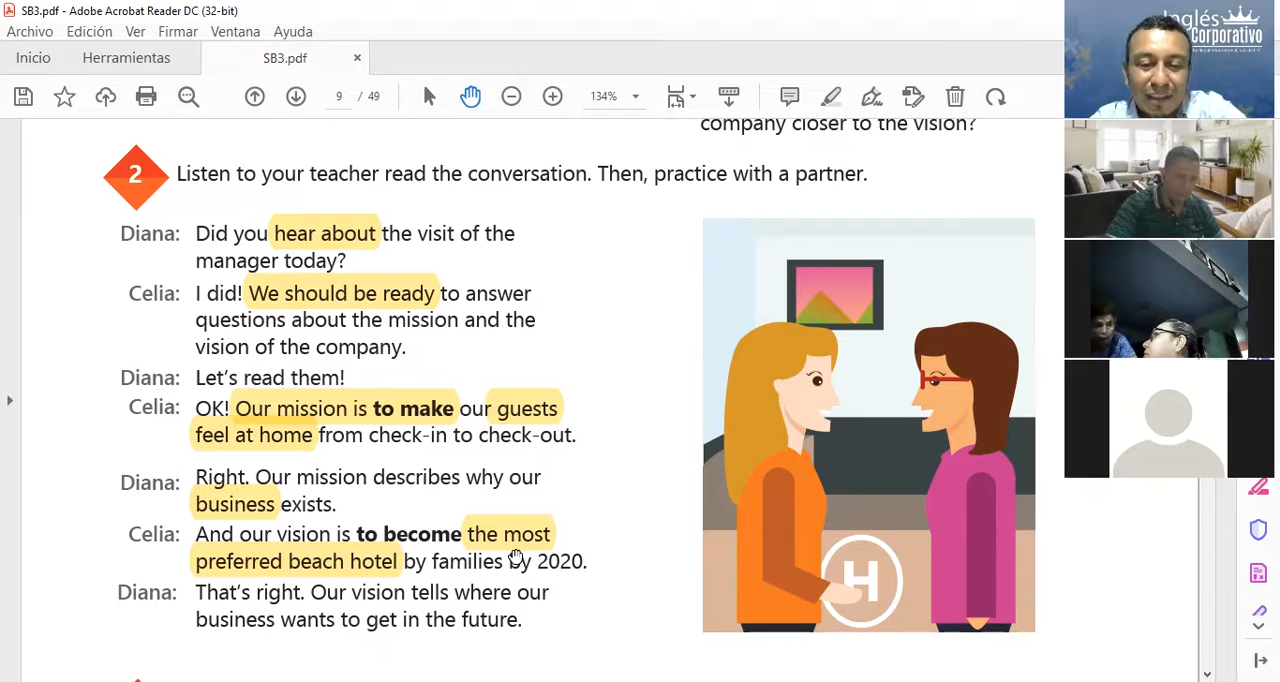 SB3.pdf - Adobe Acrobat Reader DC (32-bit)
Archivo Edición Ver Firmar Ventana Ayuda
Inicio Herramientas SB3.pdf ×
9 / 49 134%
company closer to the vision?
2 Listen to your teacher read the conversation. Then, practice with a partner.
Diana: Did you hear about the visit of the
manager today?
Celia: I did! We should be ready to answer
questions about the mission and the
vision of the company.
Diana: Let's read them!
Celia: OK! Our mission is to make our guests
feel at home from check-in to check-out.
Diana: Right. Our mission describes why our
business exists.
Celia: And our vision is to become the most
preferred beach hotel by families by 2020.
Diana: That's right. Our vision tells where our
business wants to get in the future.
H
Inglés
Corporativo